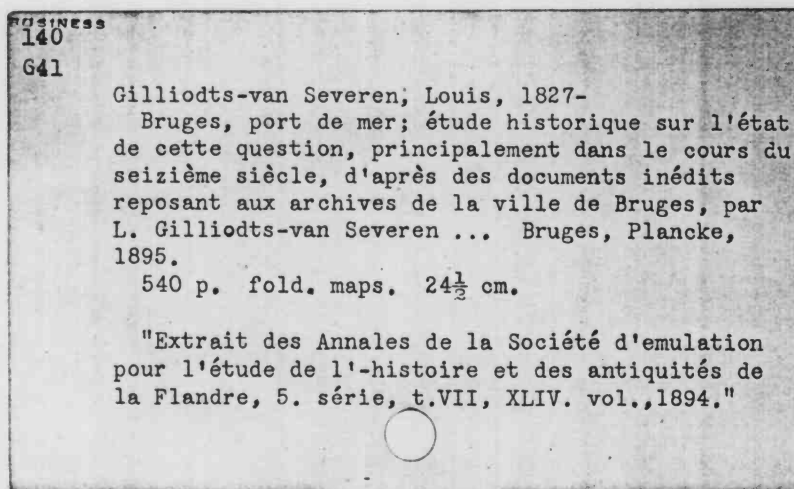 BUSINESS
140
G41
Gilliodts-van Severen, Louis, 1827-
Bruges, port de mer; étude historique sur l'état
de cette question, principalement dans le cours du
seizième siècle, d'après des documents inédits
reposant aux archives de la ville de Bruges, par
L. Gilliodts-van Severen ... Bruges, Plancke,
1895.
540 p. fold. maps. 24½ cm.
"Extrait des Annales de la Société d'emulation
pour l'étude de l'-histoire et des antiquités de
la Flandre, 5. série, t.VII, XLIV. vol.,1894."